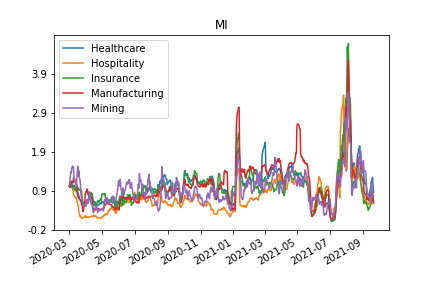 MI
Healthcare
Hospitality
Insurance
Manufacturing
Mining
3.9
2.9
1.9
0.9
-0.2
2020-03
2020-05
2020-07
2020-09
2020-11
2021-01
2021-03
2021-05
2021-07
2021-09